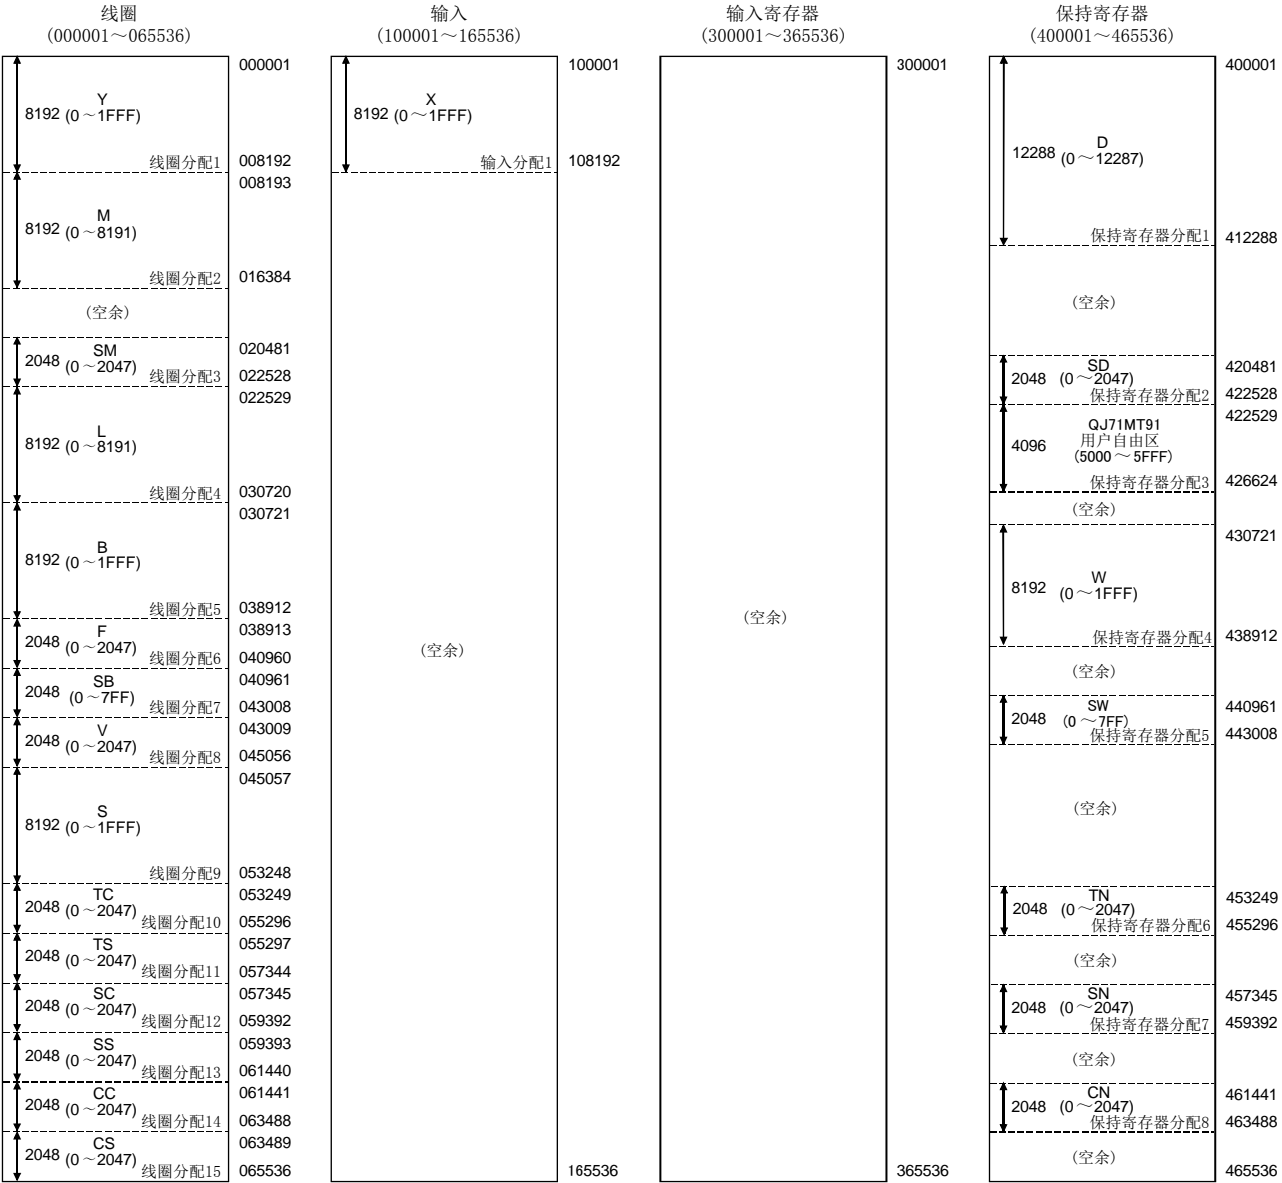 线圈
(000001～065536)
000001
Y
8192 (0～1FFF)
线圈分配1
008192
008193
M
8192 (0～8191)
线圈分配2
016384
(空余)
SM
2048 (0～2047)
线圈分配3
020481
022528
022529
L
8192 (0～8191)
线圈分配4
030720
030721
B
8192 (0～1FFF)
线圈分配5
038912
038913
F
2048 (0～2047)
线圈分配6
040960
040961
SB
2048 (0～7FF)
线圈分配7
043008
043009
V
2048 (0～2047)
线圈分配8
045056
045057
S
8192 (0～1FFF)
线圈分配9
053248
053249
TC
2048 (0～2047)
线圈分配10
055296
055297
TS
2048 (0～2047)
线圈分配11
057344
057345
SC
2048 (0～2047)
线圈分配12
059392
059393
SS
2048 (0～2047)
线圈分配13
061440
061441
CC
2048 (0～2047)
线圈分配14
063488
063489
CS
2048 (0～2047)
线圈分配15
065536
输入
(100001～165536)
100001
X
8192 (0～1FFF)
输入分配1
108192
(空余)
165536
输入寄存器
(300001～365536)
300001
(空余)
365536
保持寄存器
(400001～465536)
400001
D
12288 (0～12287)
保持寄存器分配1
412288
(空余)
SD
2048 (0～2047)
保持寄存器分配2
420481
422528
422529
QJ71MT91
4096 用户自由区
(5000～5FFF)
保持寄存器分配3
426624
(空余)
430721
W
8192 (0～1FFF)
保持寄存器分配4
438912
(空余)
SW
2048 (0～7FF)
保持寄存器分配5
440961
443008
(空余)
TN
2048 (0～2047)
保持寄存器分配6
453249
455296
(空余)
SN
2048 (0～2047)
保持寄存器分配7
457345
459392
(空余)
CN
2048 (0～2047)
保持寄存器分配8
461441
463488
(空余)
465536